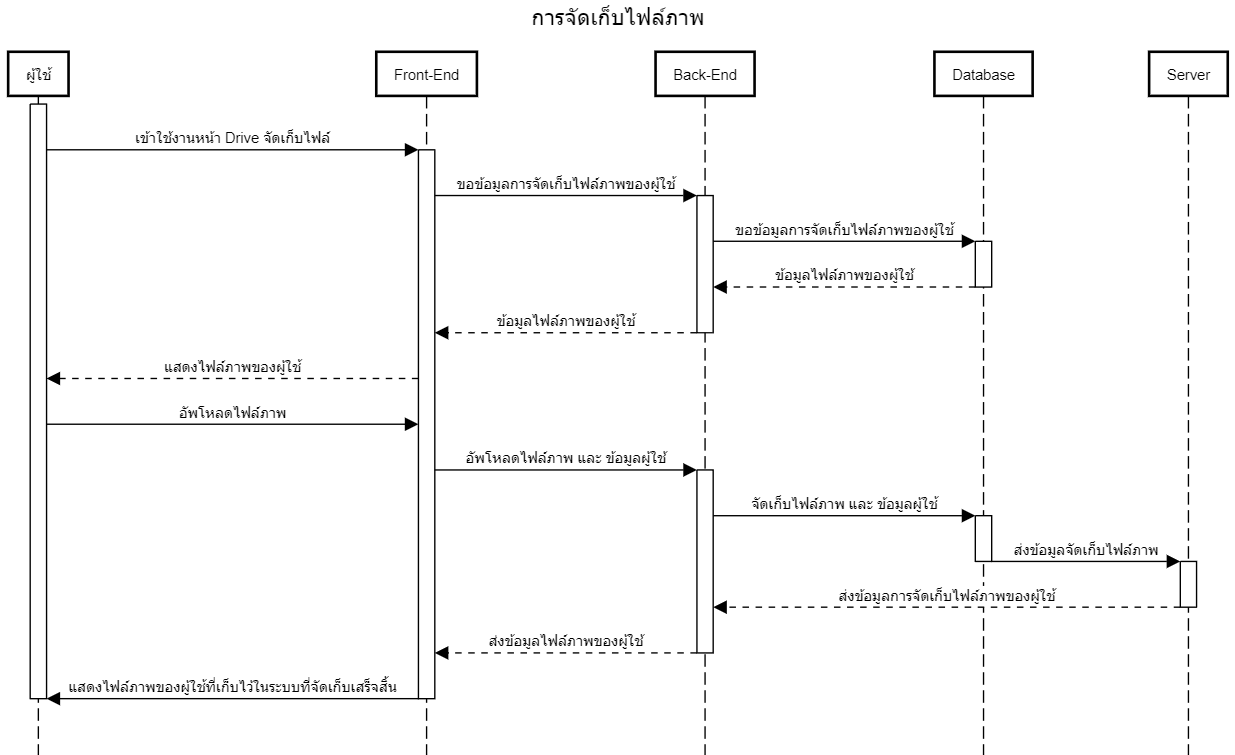 การจัดเก็บไฟล์ภาพ
ผู้ใช้
Front-End
Back-End
Database
Server
เข้าใช้งานหน้า Drive จัดเก็บไฟล์
ขอข้อมูลการจัดเก็บไฟล์ภาพของผู้ใช้
ขอข้อมูลการจัดเก็บไฟล์ภาพของผู้ใช้
ข้อมูลไฟล์ภาพของผู้ใช้
ข้อมูลไฟล์ภาพของผู้ใช้
แสดงไฟล์ภาพของผู้ใช้
อัพโหลดไฟล์ภาพ
อัพโหลดไฟล์ภาพ และ ข้อมูลผู้ใช้
จัดเก็บไฟล์ภาพ และ ข้อมูลผู้ใช้
ส่งข้อมูลจัดเก็บไฟล์ภาพ
ส่งข้อมูลการจัดเก็บไฟล์ภาพของผู้ใช้
ส่งข้อมูลไฟล์ภาพของผู้ใช้
แสดงไฟล์ภาพของผู้ใช้ที่เก็บไว้ในระบบที่จัดเก็บเสร็จสิ้น